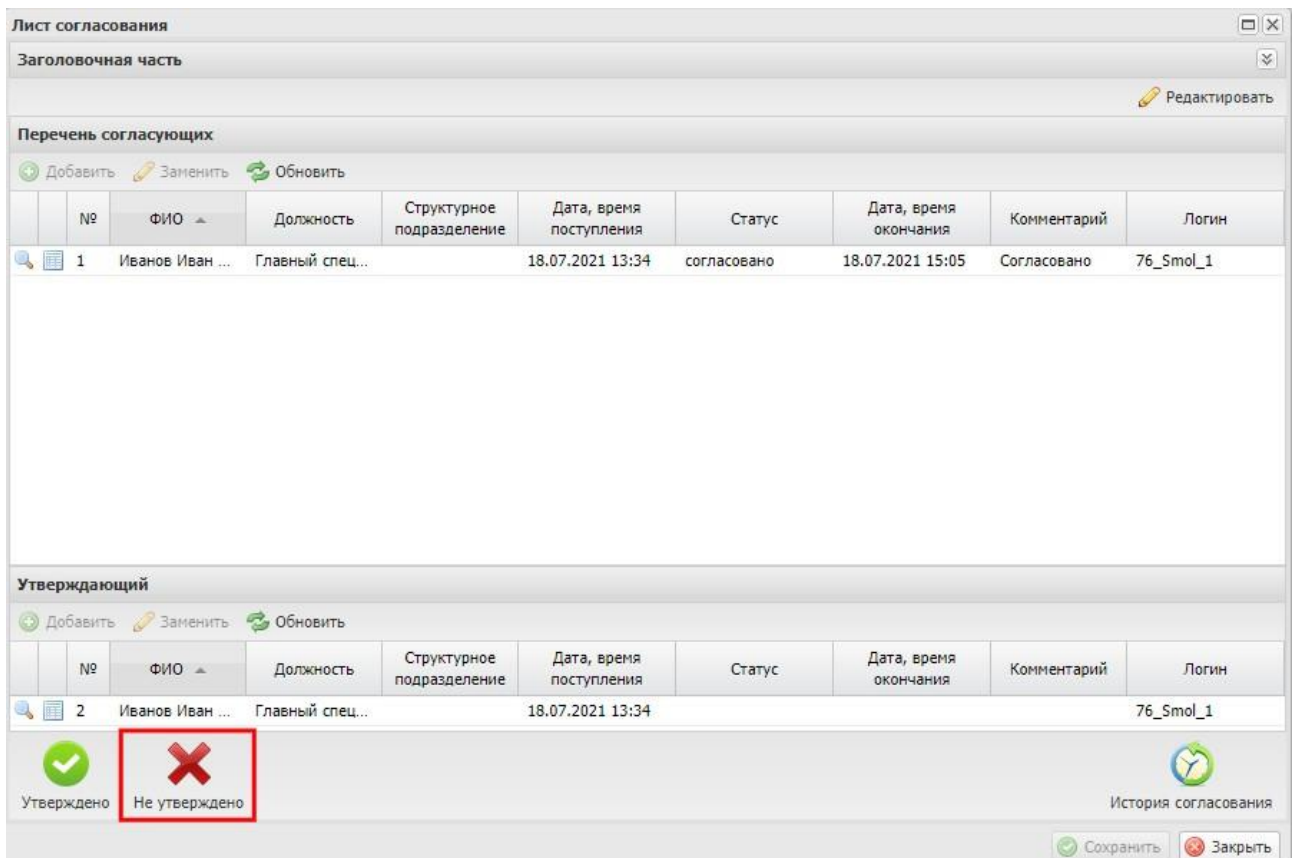 Лист согласования
Заголовочная часть
Редактировать
Перечень согласующих
Добавить Заменить Обновить
№ ФИО Должность Структурное подразделение Дата, время поступления Статус Дата, время окончания Комментарий Логин
1 Иванов Иван ... Главный спец... 18.07.2021 13:34 согласовано 18.07.2021 15:05 Согласовано 76_Smol_1
Утверждающий
Добавить Заменить Обновить
№ ФИО Должность Структурное подразделение Дата, время поступления Статус Дата, время окончания Комментарий Логин
2 Иванов Иван ... Главный спец... 18.07.2021 13:34 76_Smol_1
Утверждено Не утверждено История согласования
Сохранить Закрыть